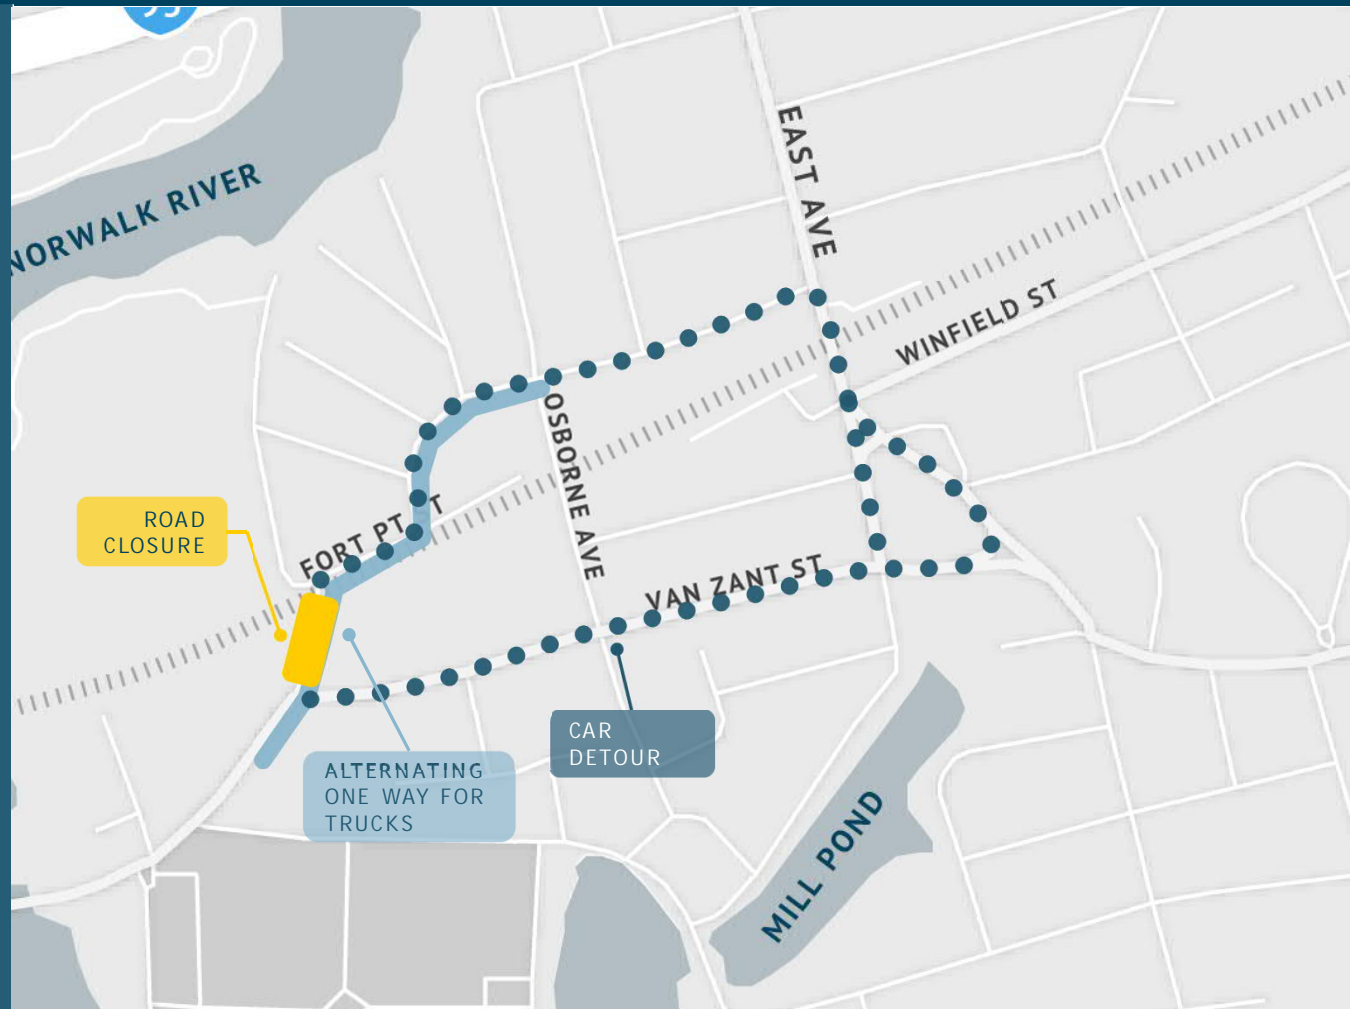 EAST AVE
NORWALK RIVER
WINFIELD ST
OSBORNE AVE
ROAD
CLOSURE
VAN ZANT ST
CAR
DETOUR
ALTERNATING
ONE WAY FOR
TRUCKS
MILL POND